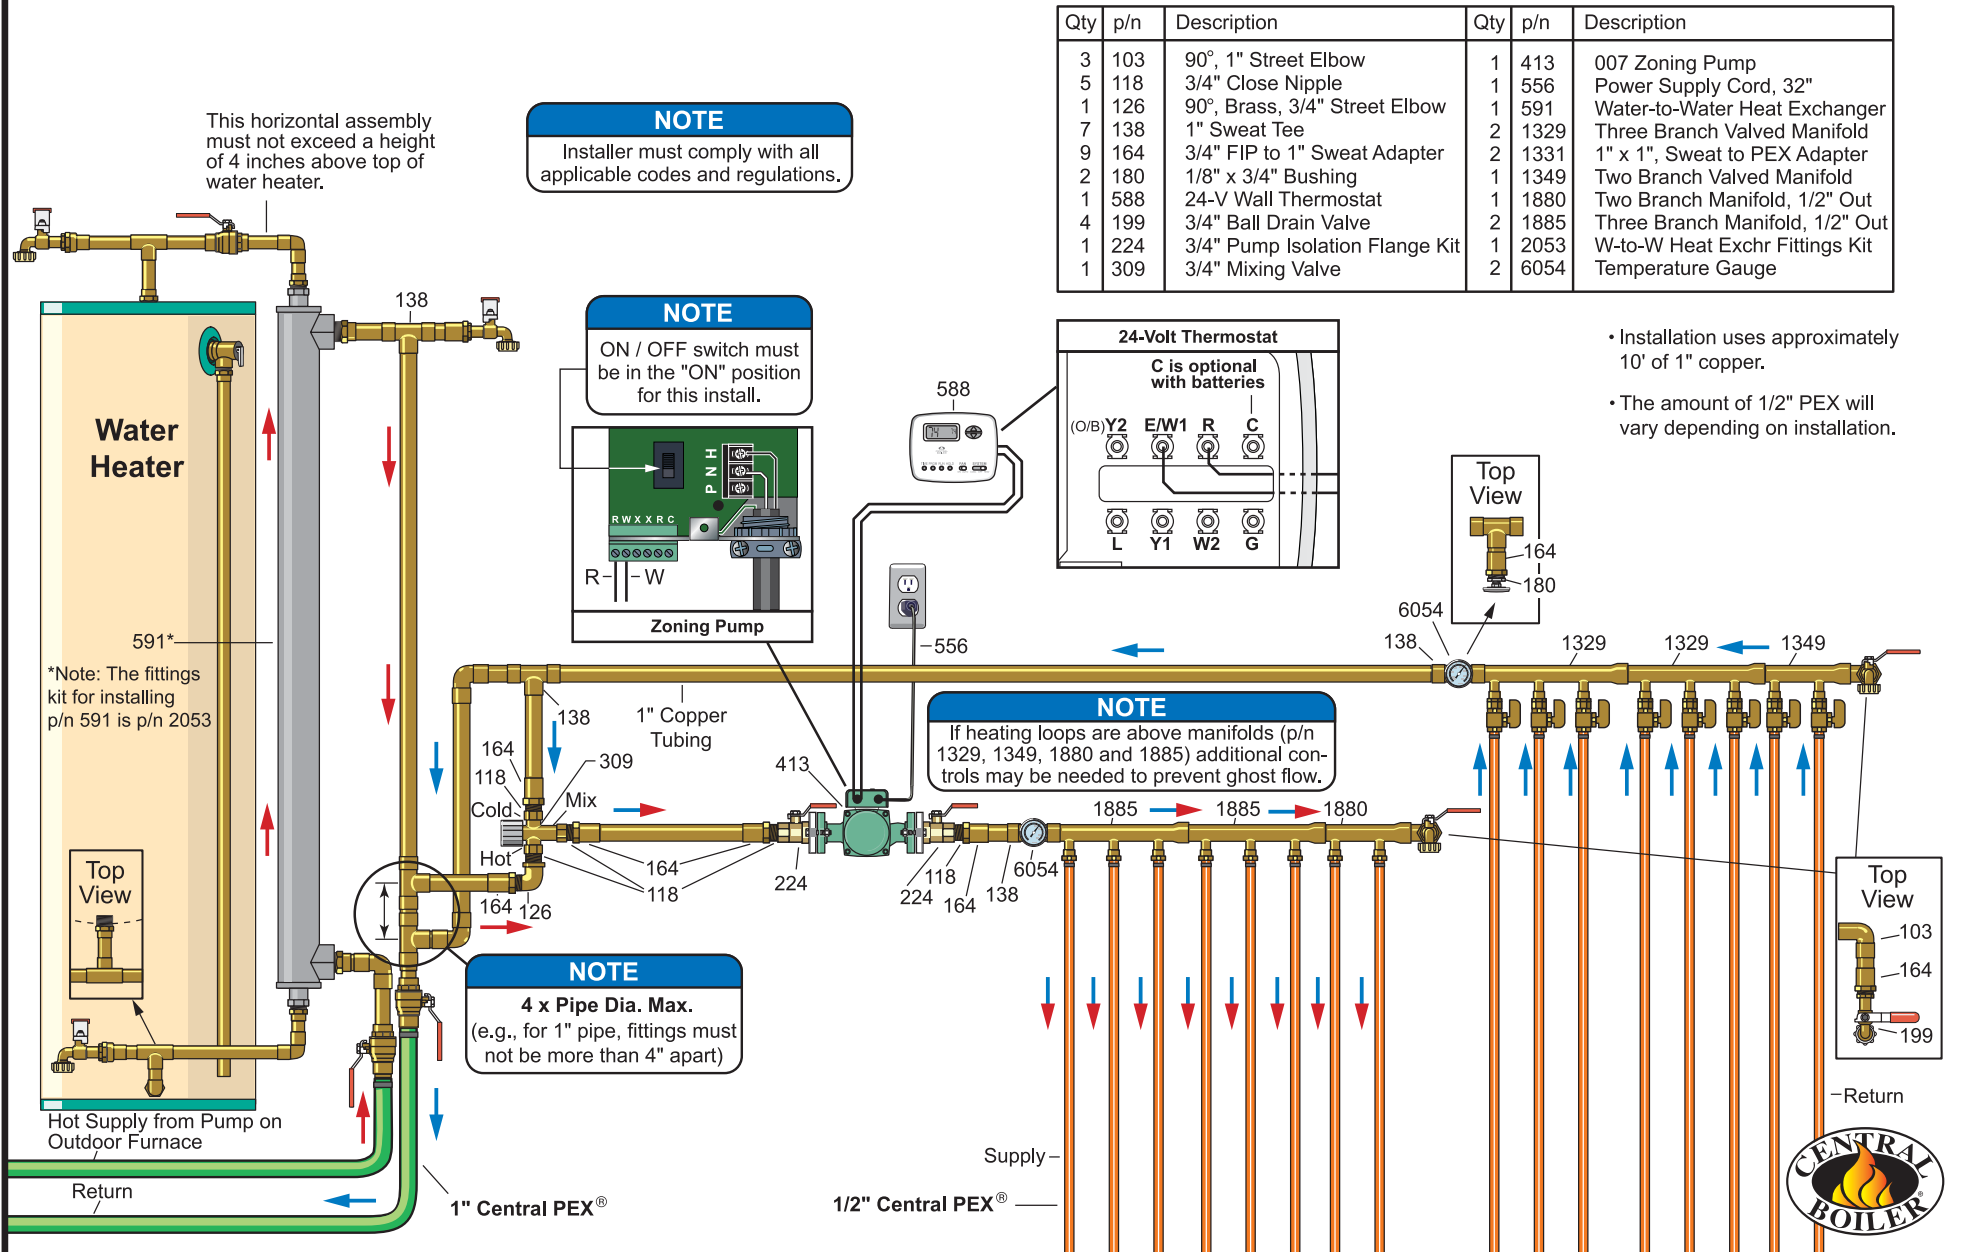 Qty p/n Description Qty p/n Description
3 103 90°, 1" Street Elbow 1 413 007 Zoning Pump
5 118 3/4" Close Nipple 1 556 Power Supply Cord, 32"
1 126 90°, Brass, 3/4" Street Elbow 1 591 Water-to-Water Heat Exchanger
7 138 1" Sweat Tee 2 1329 Three Branch Valved Manifold
9 164 3/4" FIP to 1" Sweat Adapter 2 1331 1" x 1", Sweat to PEX Adapter
2 180 1/8" x 3/4" Bushing 1 1349 Two Branch Valved Manifold
1 588 24-V Wall Thermostat 1 1880 Two Branch Manifold, 1/2" Out
4 199 3/4" Ball Drain Valve 2 1885 Three Branch Manifold, 1/2" Out
1 224 3/4" Pump Isolation Flange Kit 1 2053 W-to-W Heat Exchr Fittings Kit
1 309 3/4" Mixing Valve 2 6054 Temperature Gauge
This horizontal assembly
must not exceed a height
of 4 inches above top of
water heater.
NOTE
Installer must comply with all
applicable codes and regulations.
138
NOTE
ON / OFF switch must
be in the "ON" position
for this install.
P N H
R W X X R C
R W
Zoning Pump
588
24-Volt Thermostat
C is optional
with batteries
(O/B) Y2 E/W1 R C
L Y1 W2 G
• Installation uses approximately
10' of 1" copper.
• The amount of 1/2" PEX will
vary depending on installation.
Top
View
164
180
Water
Heater
591*
*Note: The fittings
kit for installing
p/n 591 is p/n 2053
556
6054
138 1329 1329 1349
138
1" Copper
Tubing
NOTE
If heating loops are above manifolds (p/n
1329, 1349, 1880 and 1885) additional con-
trols may be needed to prevent ghost flow.
164
118
309
Cold
Mix
Hot
413
1885 1885 1880
164
118
224
224 118 164 138 6054
164 126
Top
View
NOTE
4 x Pipe Dia. Max.
(e.g., for 1" pipe, fittings must
not be more than 4" apart)
Top
View
103
164
199
Hot Supply from Pump on
Outdoor Furnace
Return
1" Central PEX®
Supply
1/2" Central PEX®
Return
CENTRAL
BOILER®